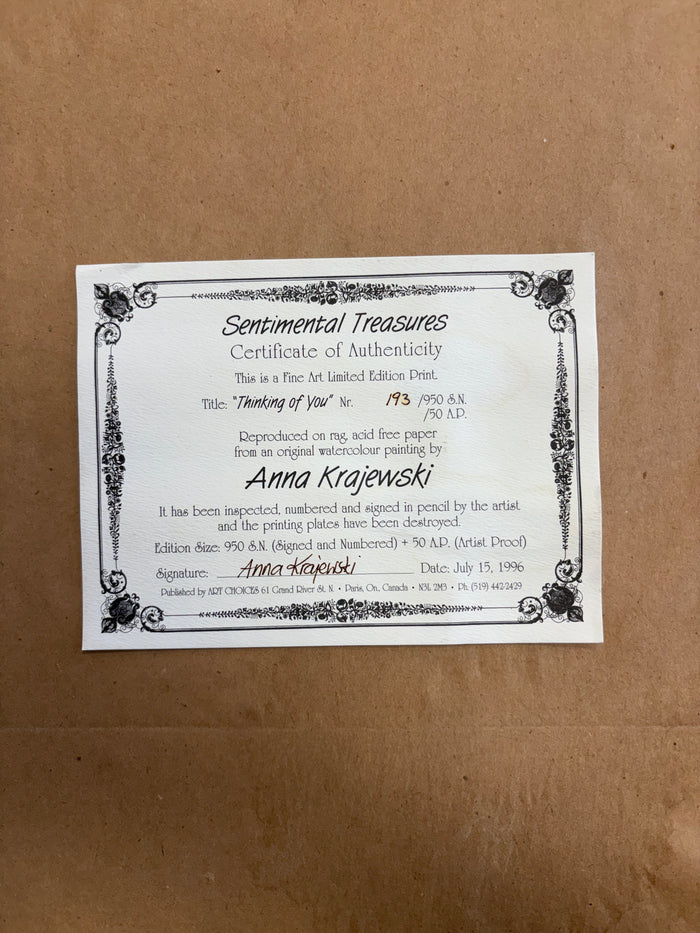 Sentimental Treasures
Certificate of Authenticity
This is a Fine Art Limited Edition Print.
Title: "Thinking of You" Nr. 193 /950 S.N.
/50 A.P.
Reproduced on rag, acid free paper
from an original watercolour painting by
Anna Krajewski
It has been inspected, numbered and signed in pencil by the artist
and the printing plates have been destroyed.
Edition Size: 950 S.N. (Signed and Numbered) + 50 A.P. (Artist Proof)
Signature: Anna Krajewski Date: July 15, 1996
Published by ART CHOICES 61 Grand River St. N. • Paris, On., Canada • N3L 2M3 • Ph. (519) 442-2429